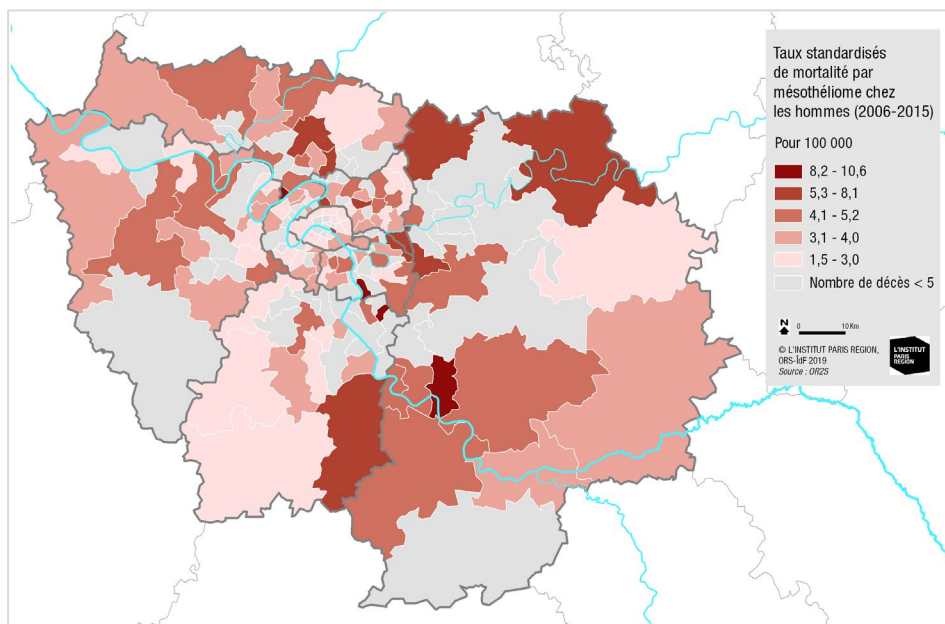 Taux standardisés
de mortalité par
mésothéliome chez
les hommes (2006-2015)
Pour 100 000
8,2 - 10,6
5,3 - 8,1
4,1 - 5,2
3,1 - 4,0
1,5 - 3,0
Nombre de décès < 5
N
0 10 Km
© L'INSTITUT PARIS REGION,
ORS-ÎdF 2019
Source : OR2S
L'INSTITUT
PARIS
REGION